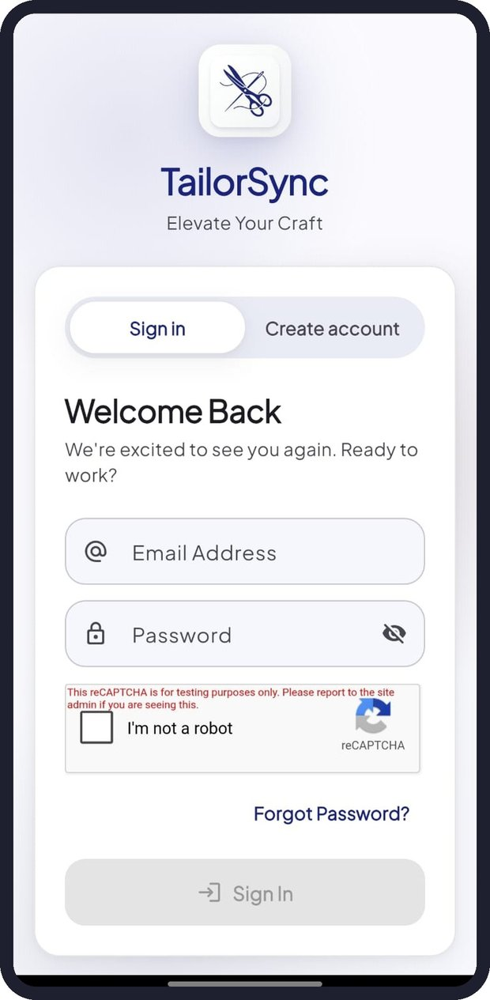 TailorSync
Elevate Your Craft
Sign in
Create account
Welcome Back
We're excited to see you again. Ready to
work?
Email Address
Password
This reCAPTCHA is for testing purposes only. Please report to the site
admin if you are seeing this.
I'm not a robot
reCAPTCHA
Forgot Password?
Sign In